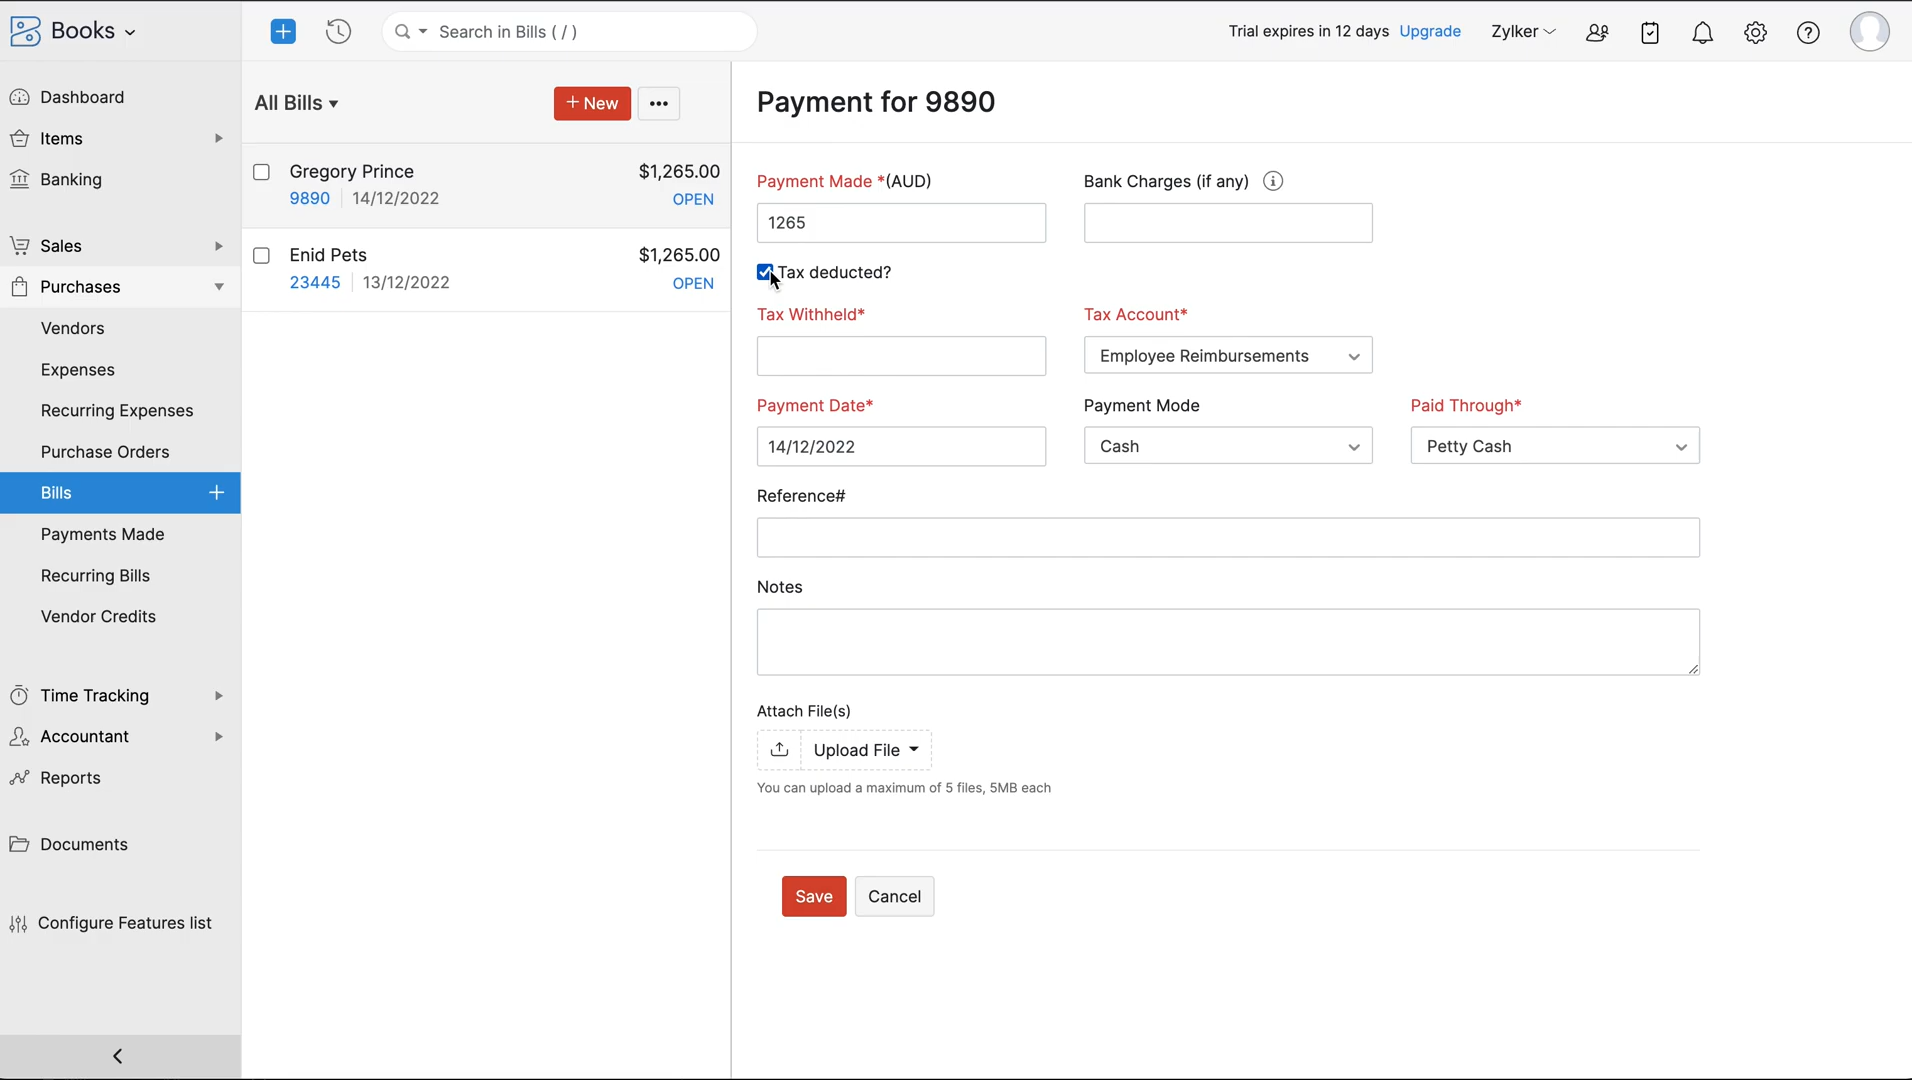 Books
Search in Bills ( / )
Trial expires in 12 days Upgrade
Zylker
Dashboard
Items
Banking
Sales
Purchases
Vendors
Expenses
Recurring Expenses
Purchase Orders
Bills
Payments Made
Recurring Bills
Vendor Credits
Time Tracking
Accountant
Reports
Documents
Configure Features list
All Bills
+ New
Gregory Prince $1,265.00
9890 14/12/2022 OPEN
Enid Pets $1,265.00
23445 13/12/2022 OPEN
Payment for 9890
Payment Made *(AUD) Bank Charges (if any)
1265
Tax deducted?
Tax Withheld* Tax Account*
Employee Reimbursements
Payment Date* Payment Mode Paid Through*
14/12/2022 Cash Petty Cash
Reference#
Notes
Attach File(s)
Upload File
You can upload a maximum of 5 files, 5MB each
Save Cancel